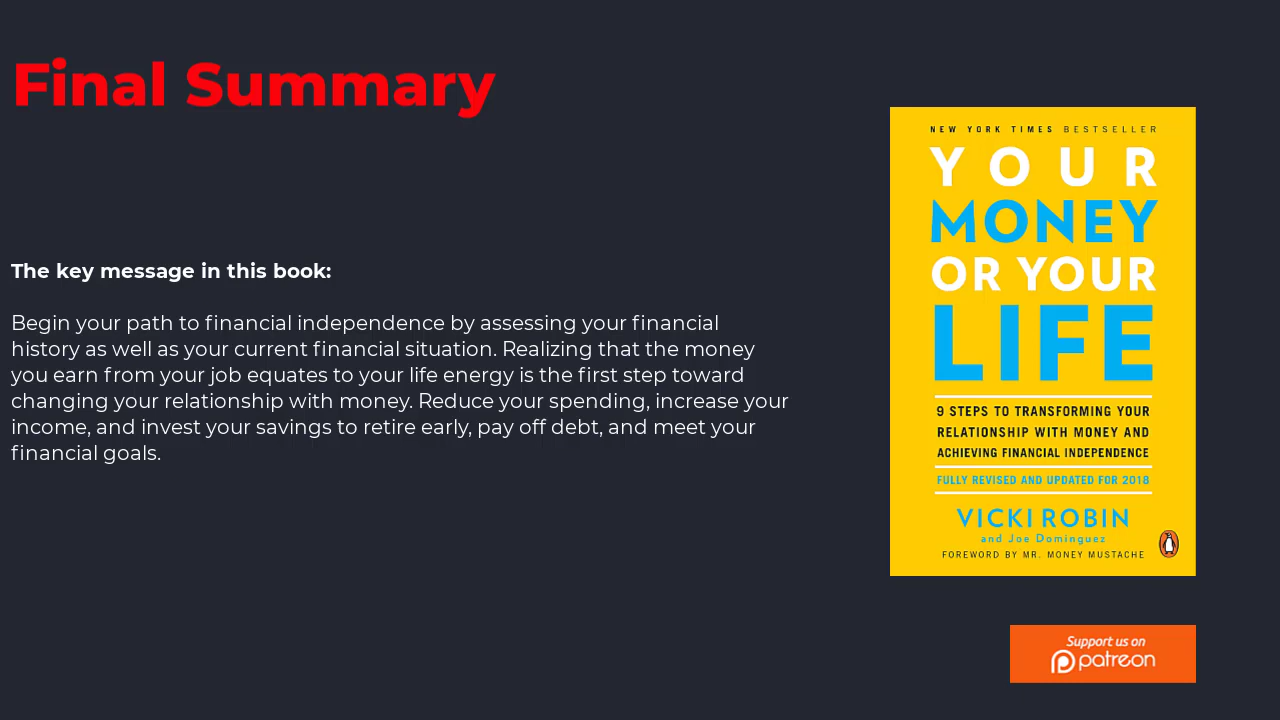 Final Summary
The key message in this book:
Begin your path to financial independence by assessing your financial
history as well as your current financial situation. Realizing that the money
you earn from your job equates to your life energy is the first step toward
changing your relationship with money. Reduce your spending, increase your
income, and invest your savings to retire early, pay off debt, and meet your
financial goals.
NEW YORK TIMES BESTSELLER
YOUR
MONEY
OR YOUR
LIFE
9 STEPS TO TRANSFORMING YOUR
RELATIONSHIP WITH MONEY AND
ACHIEVING FINANCIAL INDEPENDENCE
FULLY REVISED AND UPDATED FOR 2018
VICKI ROBIN
and Joe Dominguez
FOREWORD BY MR. MONEY MUSTACHE
Support us on
patreon